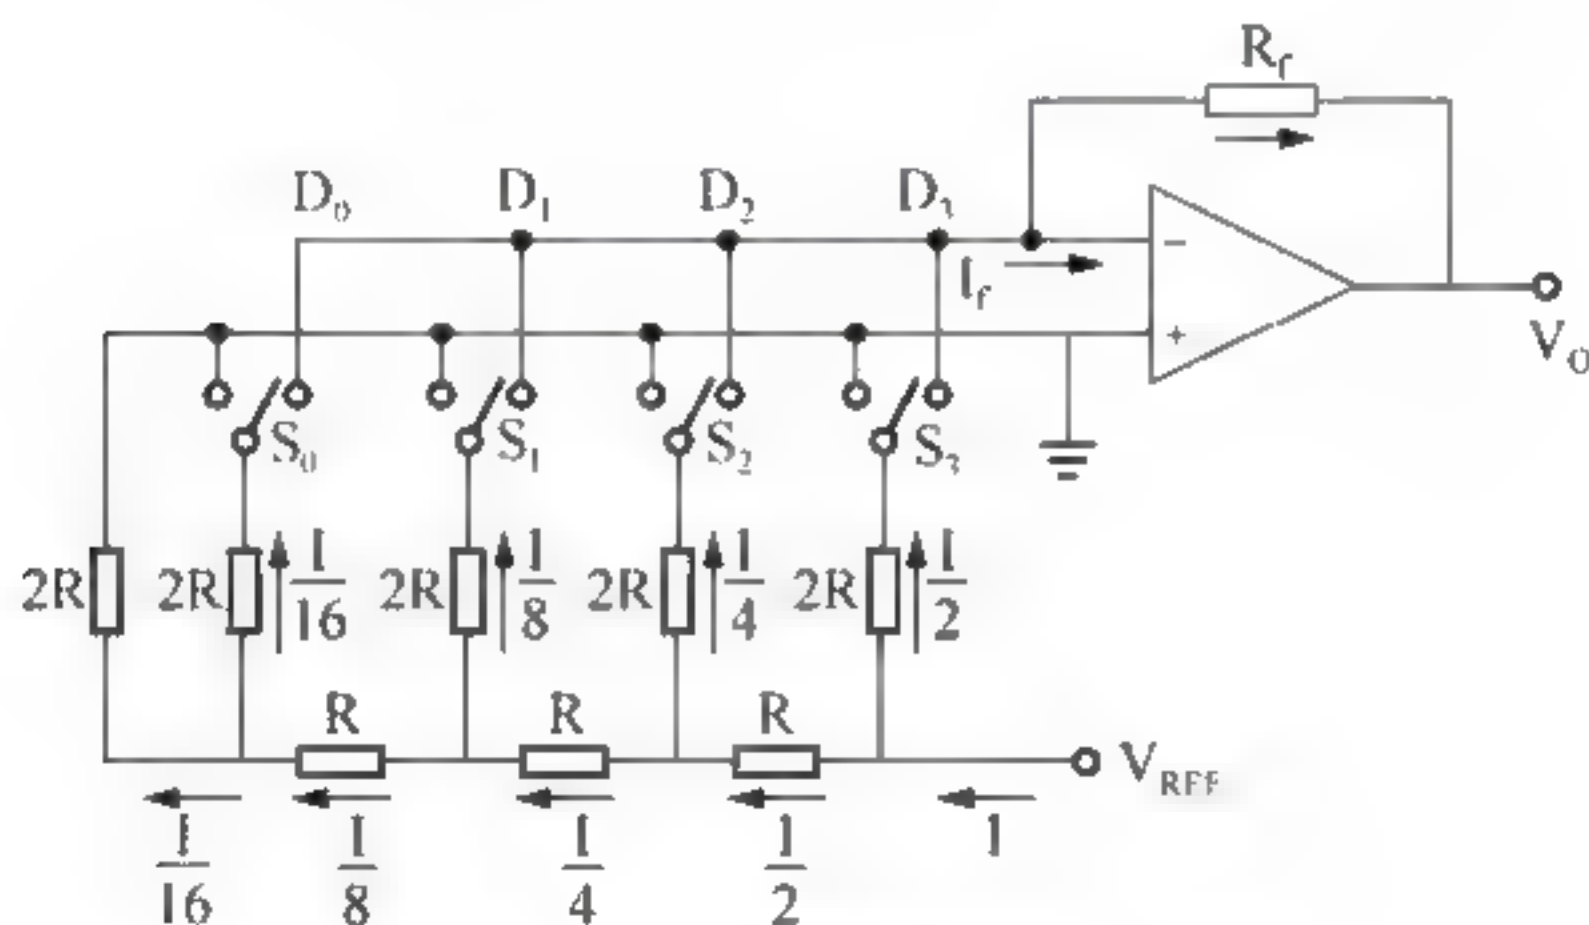 R_f
D_0 D_1 D_2 D_3
I_f
−
+
V_O
S_0 S_1 S_2 S_3
2R 2R I/16 2R I/8 2R I/4 2R I/2
R R R
V_REF
I/16 I/8 I/4 I/2 I